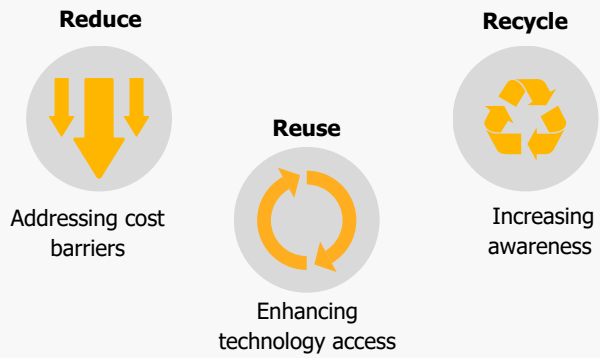 Reduce
Addressing cost
barriers
Reuse
Enhancing
technology access
Recycle
Increasing
awareness